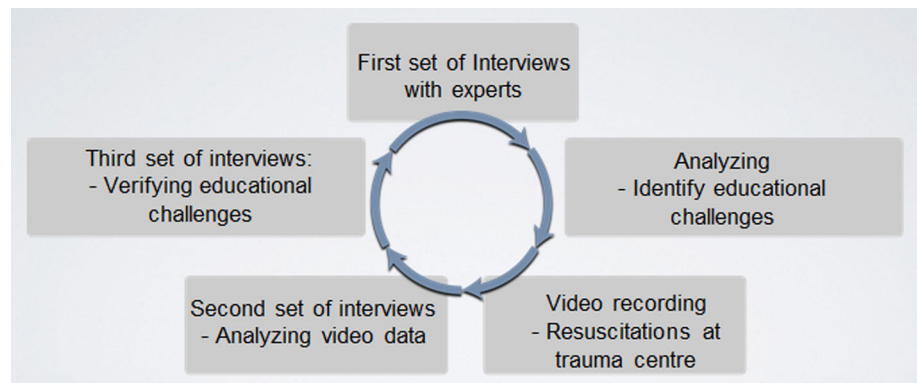 First set of Interviews
with experts
Third set of interviews:
- Verifying educational
challenges
Analyzing
- Identify educational
challenges
Second set of interviews
- Analyzing video data
Video recording
- Resuscitations at
trauma centre